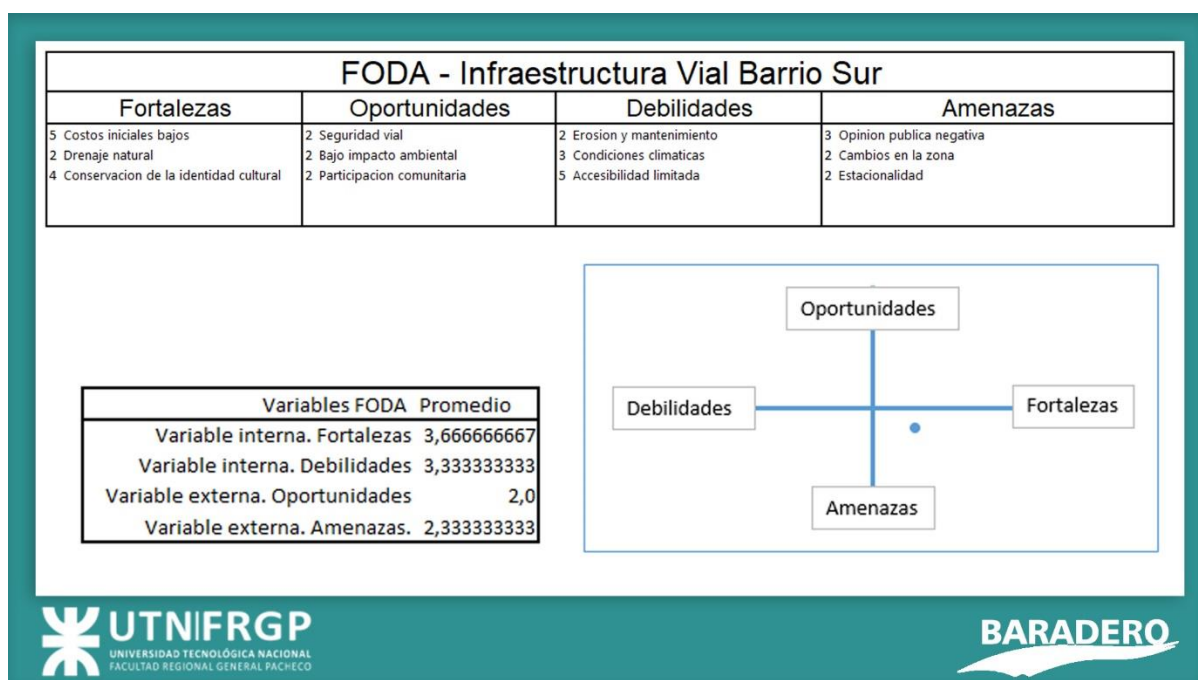 FODA - Infraestructura Vial Barrio Sur
Fortalezas
Oportunidades
Debilidades
Amenazas
5 Costos iniciales bajos
2 Drenaje natural
4 Conservacion de la identidad cultural
2 Seguridad vial
2 Bajo impacto ambiental
2 Participacion comunitaria
2 Erosion y mantenimiento
3 Condiciones climaticas
5 Accesibilidad limitada
3 Opinion publica negativa
2 Cambios en la zona
2 Estacionalidad
Variables FODA Promedio
Variable interna. Fortalezas 3,666666667
Variable interna. Debilidades 3,333333333
Variable externa. Oportunidades 2,0
Variable externa. Amenazas. 2,333333333
Oportunidades
Debilidades
Fortalezas
Amenazas
UTN|FRGP
UNIVERSIDAD TECNOLÓGICA NACIONAL
FACULTAD REGIONAL GENERAL PACHECO
BARADERO